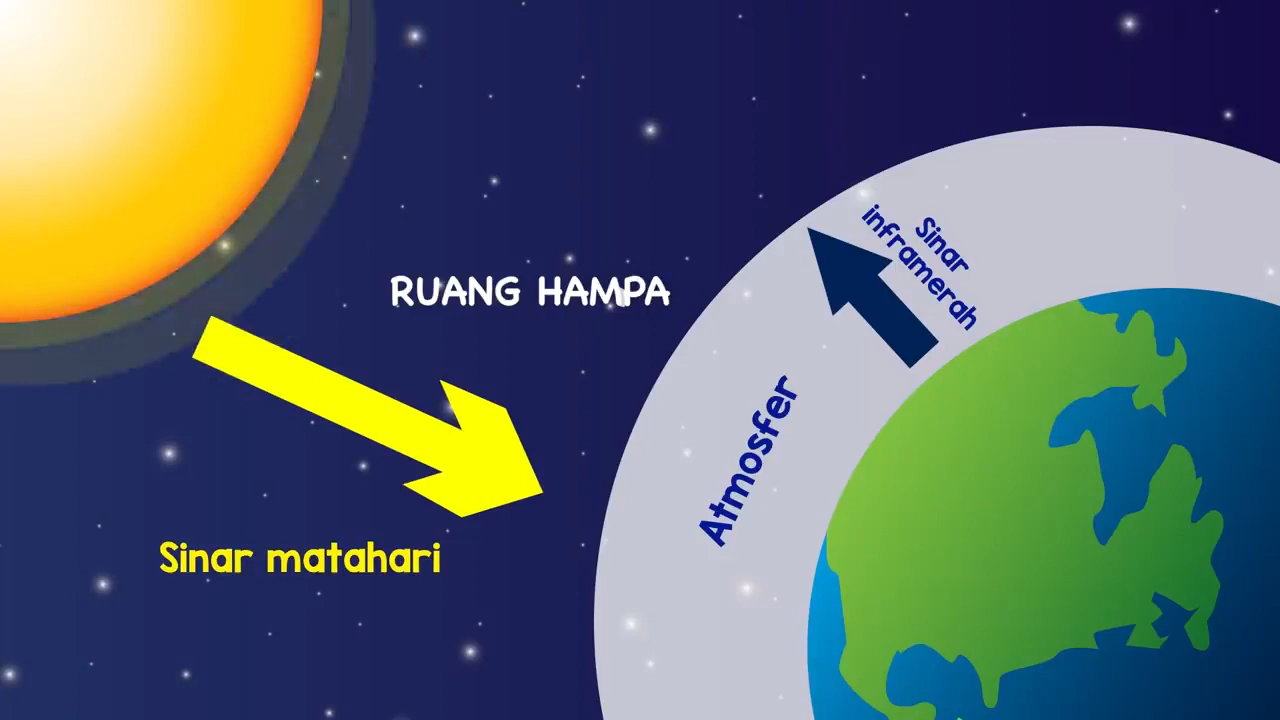 RUANG HAMPA
Sinar
inframerah
Atmosfer
Sinar matahari